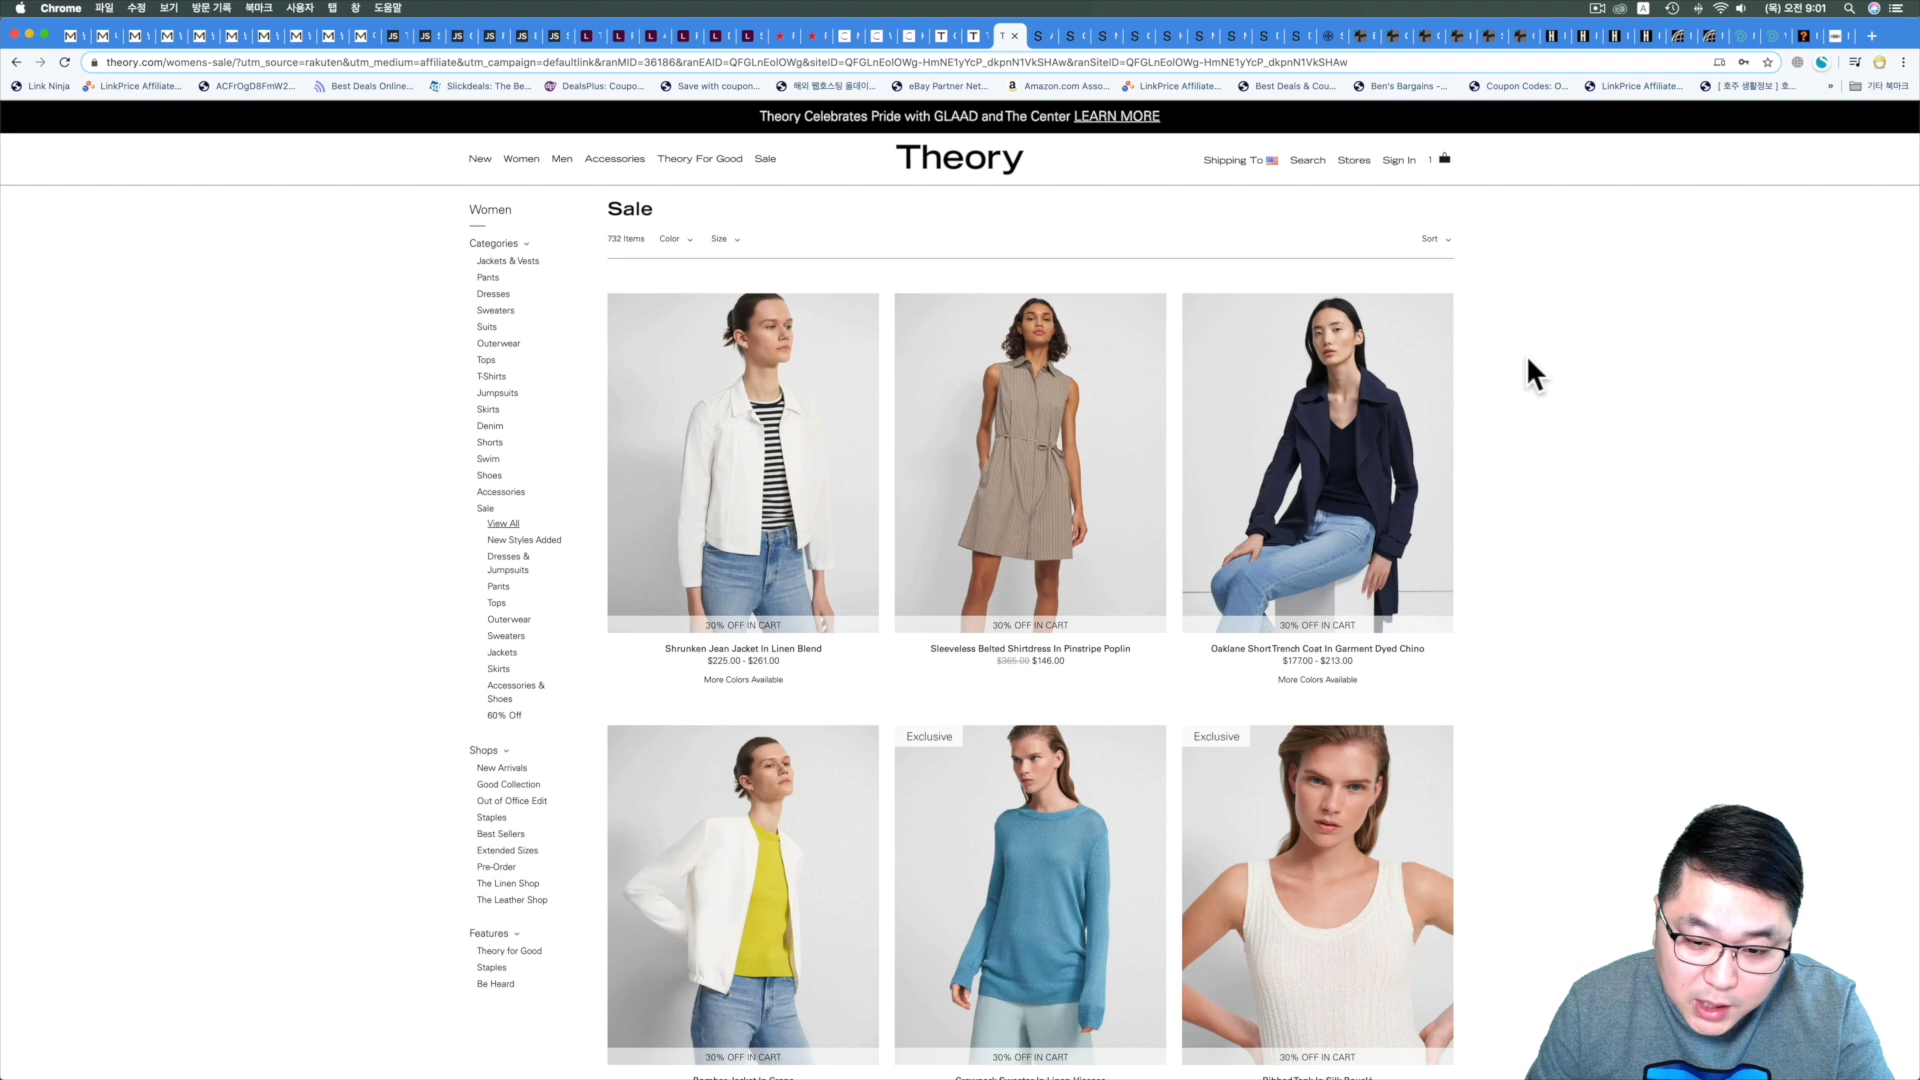 Chrome 파일 수정 보기 방문 기록 북마크 사용자 탭 창 도움말
(목) 오전 9:01
theory.com/womens-sale/?utm_source=rakuten&utm_medium=affiliate&utm_campaign=defaultlink&ranMID=36186&ranEAID=QFGLnEolOWg&siteID=QFGLnEolOWg-HmNE1yYcP_dkpnN1VkSHAw&ranSiteID=QFGLnEolOWg-HmNE1yYcP_dkpnN1VkSHAw
Link Ninja LinkPrice Affiliate... ACFrOgD8FmW2... Best Deals Online... Slickdeals: The Be... DealsPlus: Coupo... Save with coupon... 해외 웹호스팅 올데이... eBay Partner Net... Amazon.com Asso... LinkPrice Affiliate... Best Deals & Cou... Ben's Bargains -... Coupon Codes: O... LinkPrice Affiliate... [ 호주 생활정보 ] 호... » 기타 북마크
Theory Celebrates Pride with GLAAD and The Center LEARN MORE
New Women Men Accessories Theory For Good Sale
Theory
Shipping To Search Stores Sign In 1
Women
Categories
Jackets & Vests
Pants
Dresses
Sweaters
Suits
Outerwear
Tops
T-Shirts
Jumpsuits
Skirts
Denim
Shorts
Swim
Shoes
Accessories
Sale
View All
New Styles Added
Dresses &
Jumpsuits
Pants
Tops
Outerwear
Sweaters
Jackets
Skirts
Accessories &
Shoes
60% Off
Shops
New Arrivals
Good Collection
Out of Office Edit
Staples
Best Sellers
Extended Sizes
Pre-Order
The Linen Shop
The Leather Shop
Features
Theory for Good
Staples
Be Heard
Sale
732 Items Color Size Sort
30% OFF IN CART
Shrunken Jean Jacket In Linen Blend
$225.00 - $261.00
More Colors Available
30% OFF IN CART
Sleeveless Belted Shirtdress In Pinstripe Poplin
$365.00 $146.00
30% OFF IN CART
Oaklane Short Trench Coat In Garment Dyed Chino
$177.00 - $213.00
More Colors Available
30% OFF IN CART
Exclusive
30% OFF IN CART
Exclusive
30% OFF IN CART